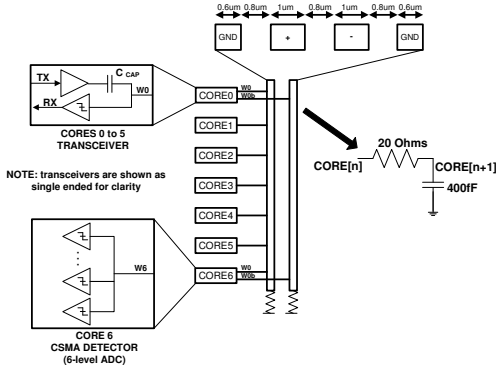 0.6um 0.8um 1um 0.8um 1um 0.8um 0.6um
GND + - GND
TX
C CAP
RX
W0
CORES 0 to 5
TRANSCEIVER
NOTE: transceivers are shown as
single ended for clarity
CORE0
W0
W0b
CORE1
CORE2
CORE3
CORE4
CORE5
CORE6
W0
W0b
20 Ohms
CORE[n]
CORE[n+1]
400fF
W6
CORE 6
CSMA DETECTOR
(6-level ADC)